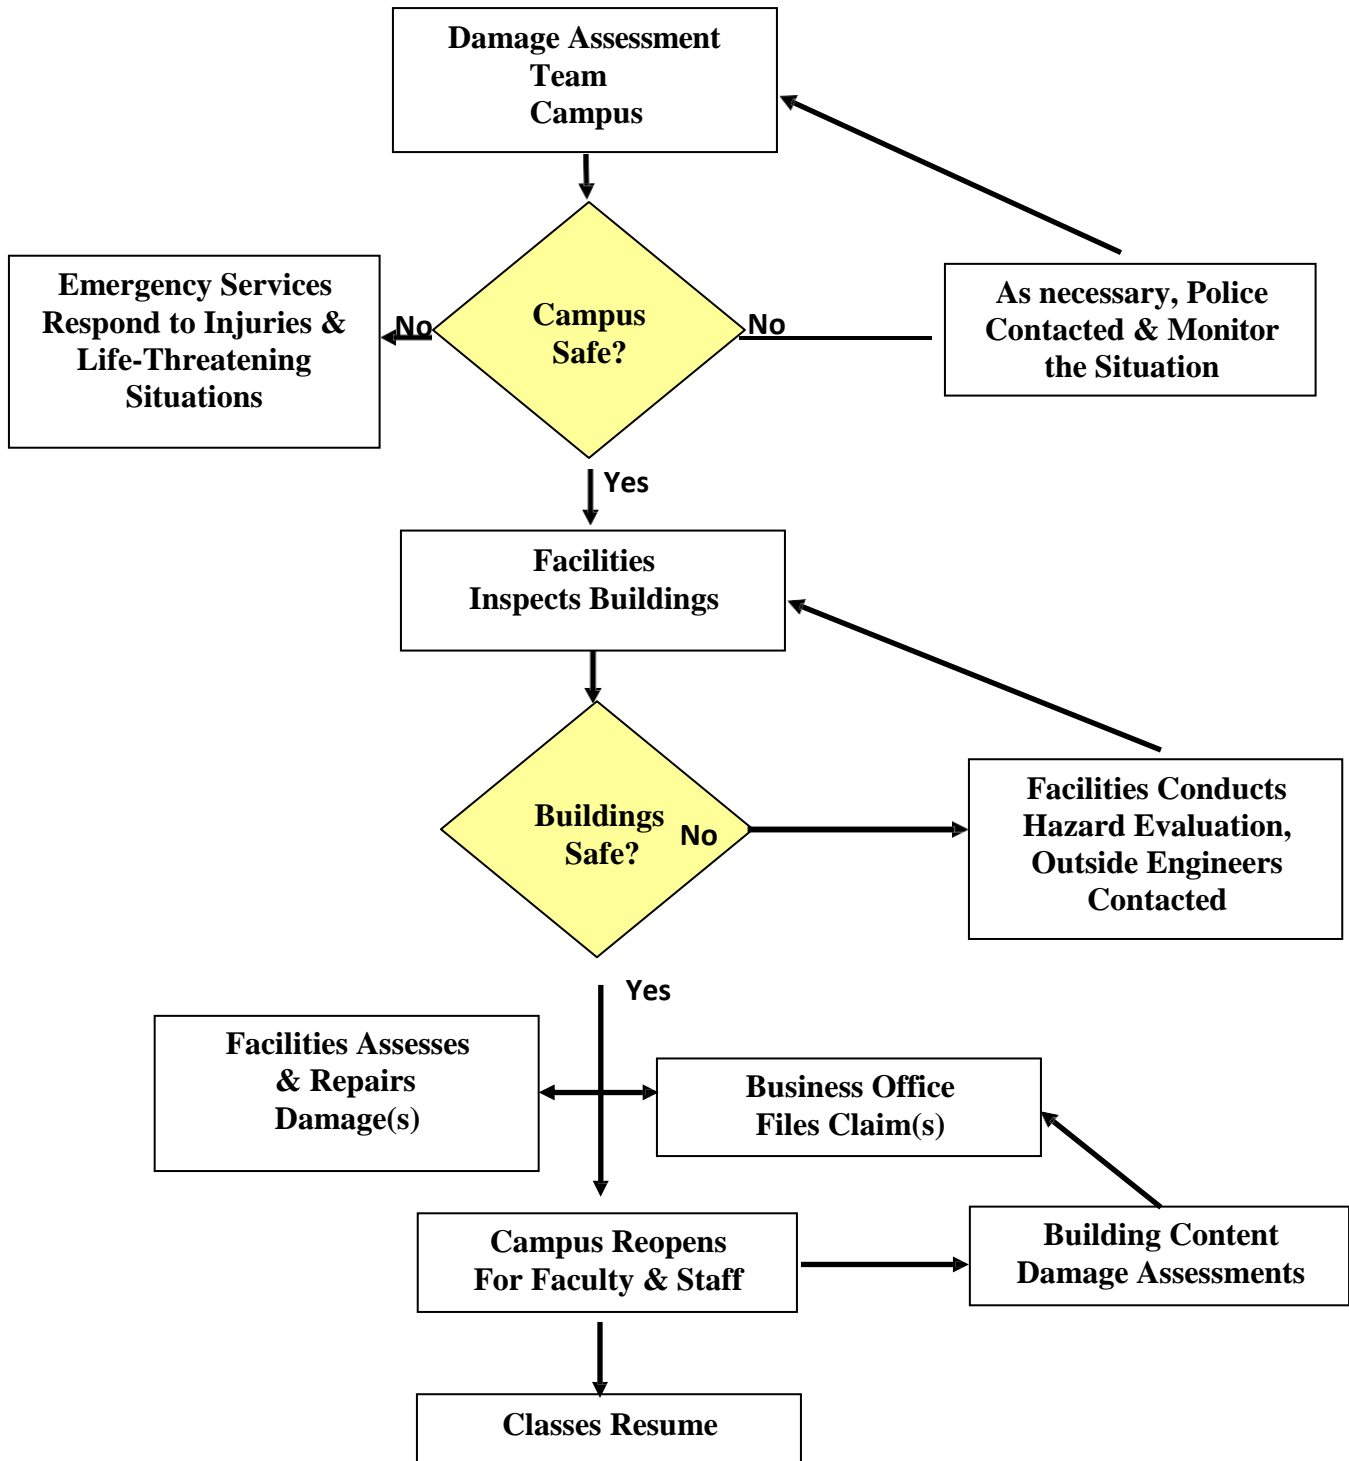 Damage Assessment
Team
Campus
Emergency Services
Respond to Injuries &
Life-Threatening
Situations
No
Campus
Safe?
No
As necessary, Police
Contacted & Monitor
the Situation
Yes
Facilities
Inspects Buildings
Buildings
Safe?
No
Facilities Conducts
Hazard Evaluation,
Outside Engineers
Contacted
Yes
Facilities Assesses
& Repairs
Damage(s)
Business Office
Files Claim(s)
Campus Reopens
For Faculty & Staff
Building Content
Damage Assessments
Classes Resume